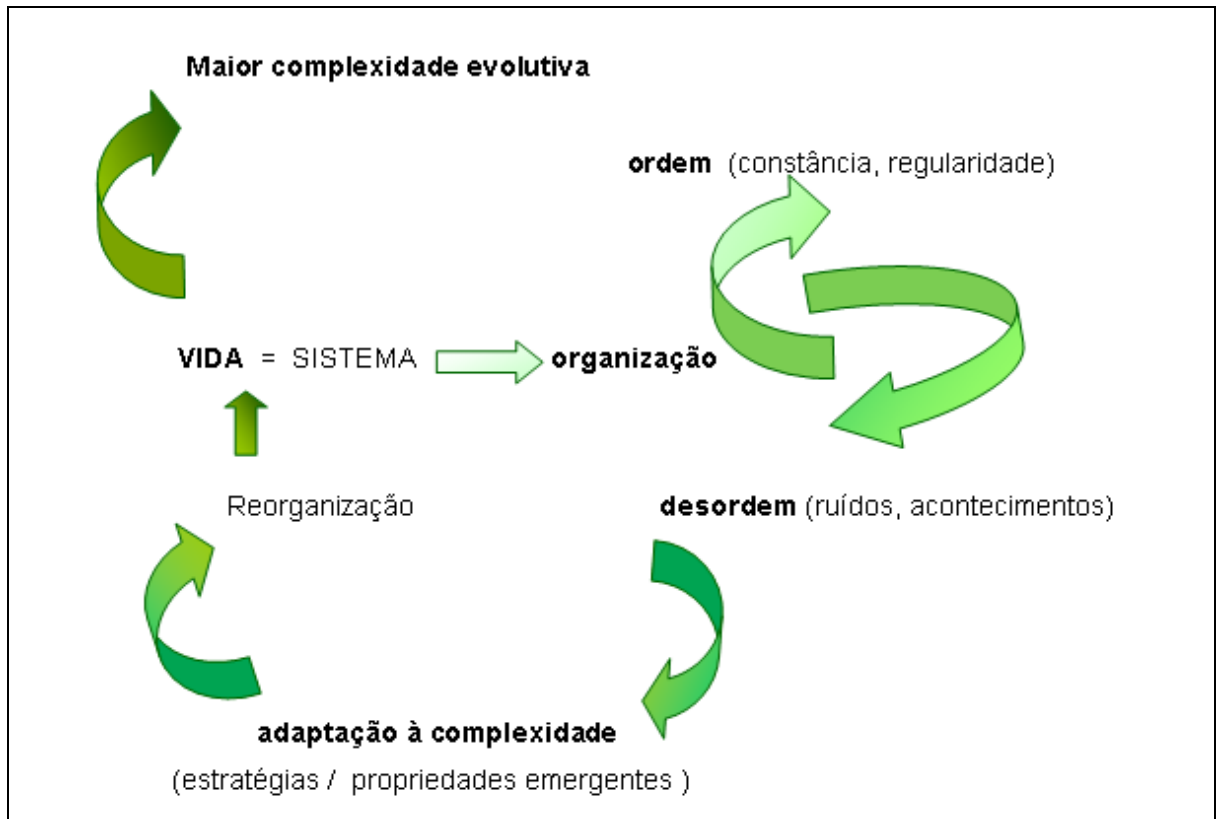 Maior complexidade evolutiva
ordem (constância, regularidade)
VIDA = SISTEMA
organização
Reorganização
desordem (ruídos, acontecimentos)
adaptação à complexidade
(estratégias / propriedades emergentes )